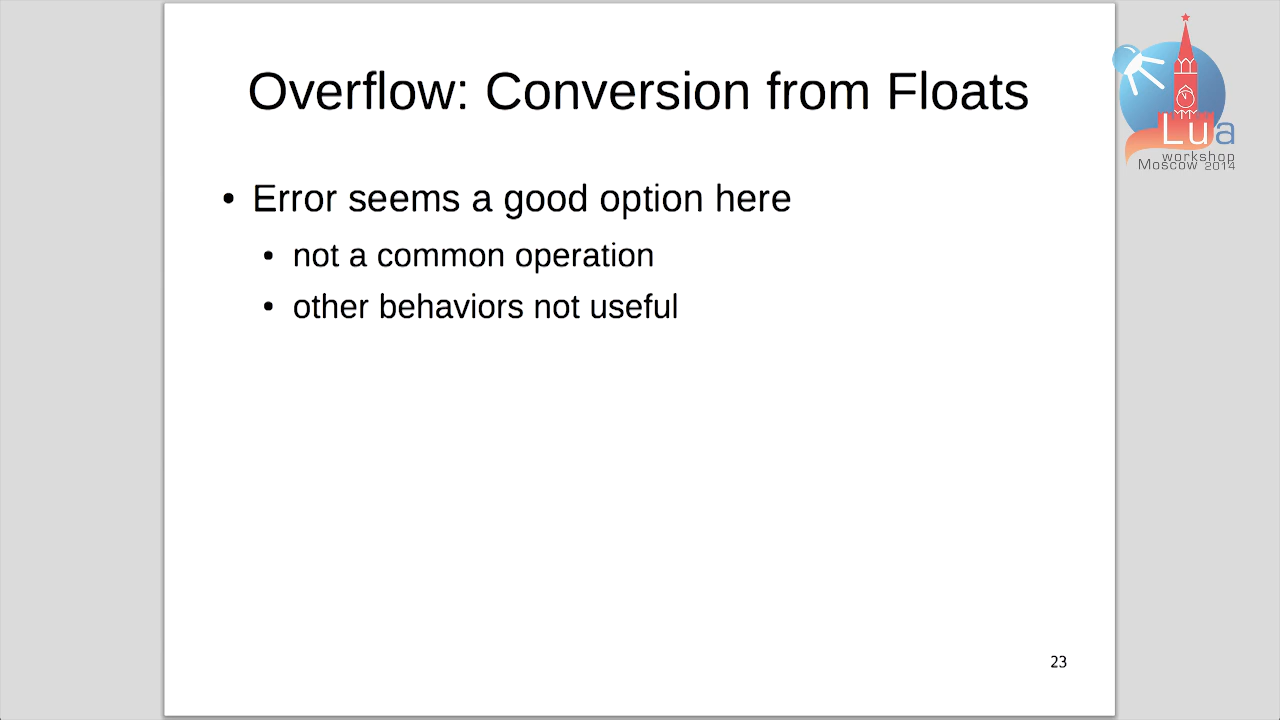 Overflow: Conversion from Floats
• Error seems a good option here
• not a common operation
• other behaviors not useful
23
Lua
workshop
Moscow 2014